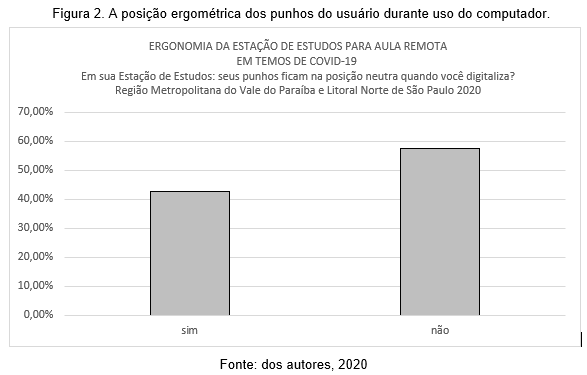 Figura 2. A posição ergométrica dos punhos do usuário durante uso do computador.
ERGONOMIA DA ESTAÇÃO DE ESTUDOS PARA AULA REMOTA
EM TEMOS DE COVID-19
Em sua Estação de Estudos: seus punhos ficam na posição neutra quando você digitaliza?
Região Metropolitana do Vale do Paraíba e Litoral Norte de São Paulo 2020
70,00%
60,00%
50,00%
40,00%
30,00%
20,00%
10,00%
0,00%
sim não
Fonte: dos autores, 2020